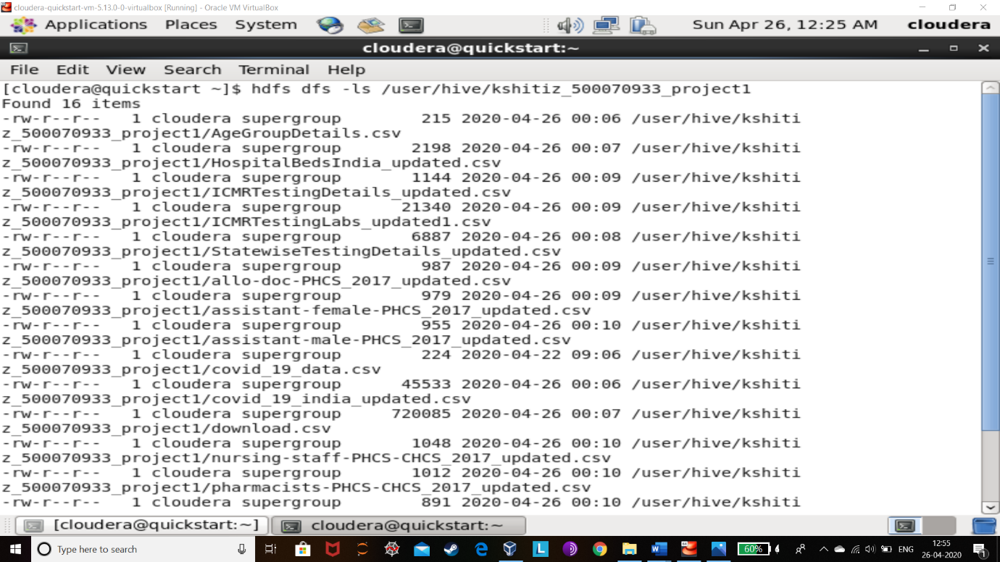 cloudera-quickstart-vm-5.13.0-0-virtualbox [Running] - Oracle VM VirtualBox
Applications Places System Sun Apr 26, 12:25 AM cloudera
cloudera@quickstart:~
File Edit View Search Terminal Help
[cloudera@quickstart ~]$ hdfs dfs -ls /user/hive/kshitiz_500070933_project1
Found 16 items
-rw-r--r--   1 cloudera supergroup        215 2020-04-26 00:06 /user/hive/kshiti
z_500070933_project1/AgeGroupDetails.csv
-rw-r--r--   1 cloudera supergroup       2198 2020-04-26 00:07 /user/hive/kshiti
z_500070933_project1/HospitalBedsIndia_updated.csv
-rw-r--r--   1 cloudera supergroup       1144 2020-04-26 00:09 /user/hive/kshiti
z_500070933_project1/ICMRTestingDetails_updated.csv
-rw-r--r--   1 cloudera supergroup      21340 2020-04-26 00:09 /user/hive/kshiti
z_500070933_project1/ICMRTestingLabs_updated1.csv
-rw-r--r--   1 cloudera supergroup       6887 2020-04-26 00:08 /user/hive/kshiti
z_500070933_project1/StatewiseTestingDetails_updated.csv
-rw-r--r--   1 cloudera supergroup        987 2020-04-26 00:09 /user/hive/kshiti
z_500070933_project1/allo-doc-PHCS_2017_updated.csv
-rw-r--r--   1 cloudera supergroup        979 2020-04-26 00:09 /user/hive/kshiti
z_500070933_project1/assistant-female-PHCS_2017_updated.csv
-rw-r--r--   1 cloudera supergroup        955 2020-04-26 00:10 /user/hive/kshiti
z_500070933_project1/assistant-male-PHCS_2017_updated.csv
-rw-r--r--   1 cloudera supergroup        224 2020-04-22 09:06 /user/hive/kshiti
z_500070933_project1/covid_19_data.csv
-rw-r--r--   1 cloudera supergroup      45533 2020-04-26 00:06 /user/hive/kshiti
z_500070933_project1/covid_19_india_updated.csv
-rw-r--r--   1 cloudera supergroup     720085 2020-04-26 00:07 /user/hive/kshiti
z_500070933_project1/download.csv
-rw-r--r--   1 cloudera supergroup       1048 2020-04-26 00:10 /user/hive/kshiti
z_500070933_project1/nursing-staff-PHCS-CHCS_2017_updated.csv
-rw-r--r--   1 cloudera supergroup       1012 2020-04-26 00:10 /user/hive/kshiti
z_500070933_project1/pharmacists-PHCS-CHCS_2017_updated.csv
-rw-r--r--   1 cloudera supergroup        891 2020-04-26 00:10 /user/hive/kshiti
[cloudera@quickstart:~] cloudera@quickstart:~
Type here to search 60% ENG 12:55
26-04-2020 1